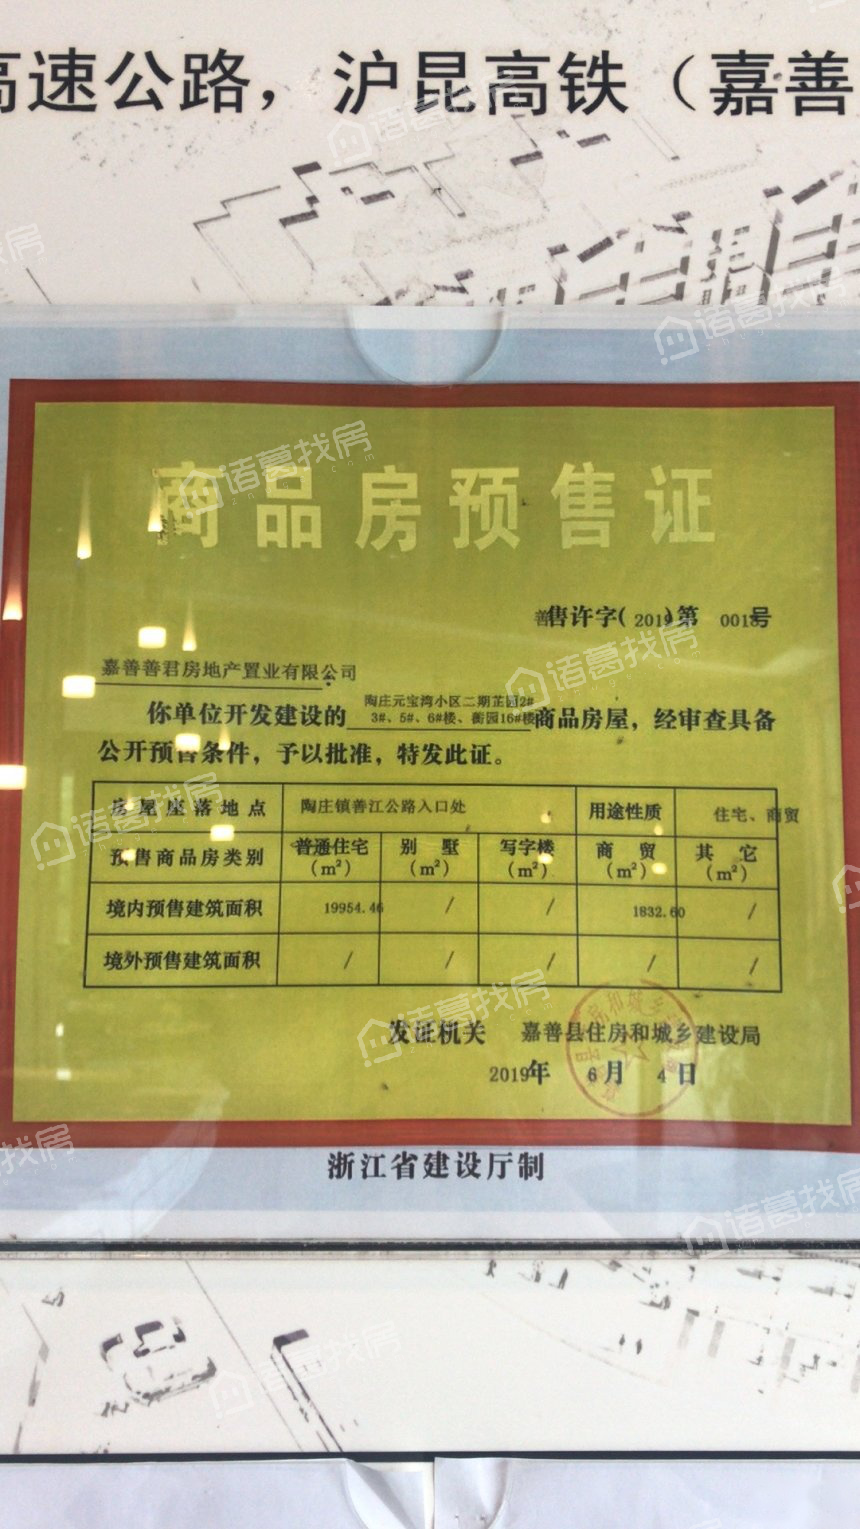 高速公路，沪昆高铁（嘉善
商品房预售证
善售许字(2019)第 0018号
嘉善善君房地产置业有限公司
你单位开发建设的 陶庄元宝湾小区二期芷园2#
3#、5#、6#楼、蘅园16#楼 商品房屋，经审查具备
公开预售条件，予以批准，特发此证。
房屋座落地点 陶庄镇善江公路入口处 用途性质 住宅、商贸
预售商品房类别 普通住宅（m²） 别墅（m²） 写字楼（m²） 商贸（m²） 其它（m²）
境内预售建筑面积 19954.46 / / 1832.60 /
境外预售建筑面积 / / / / /
发证机关 嘉善县住房和城乡建设局
2019年 6月 4日
浙江省建设厅制
诸葛找房